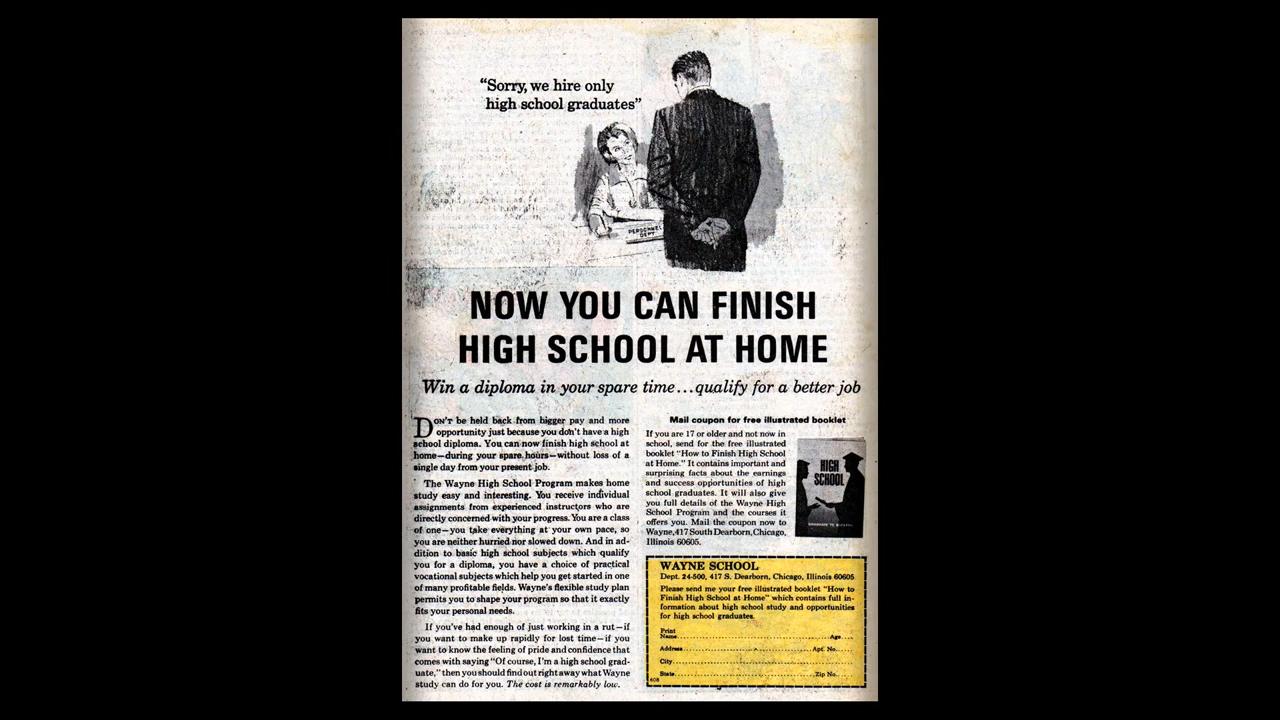 “Sorry, we hire only
high school graduates”
PERSONNEL
DEPT.
NOW YOU CAN FINISH
HIGH SCHOOL AT HOME
Win a diploma in your spare time...qualify for a better job
DON'T be held back from bigger pay and more
opportunity just because you don't have a high
school diploma. You can now finish high school at
home—during your spare hours—without loss of a
single day from your present job.
The Wayne High School Program makes home
study easy and interesting. You receive individual
assignments from experienced instructors who are
directly concerned with your progress. You are a class
of one—you take everything at your own pace, so
you are neither hurried nor slowed down. And in ad-
dition to basic high school subjects which qualify
you for a diploma, you have a choice of practical
vocational subjects which help you get started in one
of many profitable fields. Wayne's flexible study plan
permits you to shape your program so that it exactly
fits your personal needs.
If you've had enough of just working in a rut—if
you want to make up rapidly for lost time—if you
want to know the feeling of pride and confidence that
comes with saying “Of course, I'm a high school grad-
uate,” then you should find out right away what Wayne
study can do for you. The cost is remarkably low.
Mail coupon for free illustrated booklet
If you are 17 or older and not now in
school, send for the free illustrated
booklet “How to Finish High School
at Home.” It contains important and
surprising facts about the earnings
and success opportunities of high
school graduates. It will also give
you full details of the Wayne High
School Program and the courses it
offers you. Mail the coupon now to
Wayne, 417 South Dearborn, Chicago,
Illinois 60605.
HIGH
SCHOOL
WAYNE SCHOOL
Dept. 24-500, 417 S. Dearborn, Chicago, Illinois 60605
Please send me your free illustrated booklet “How to
Finish High School at Home” which contains full in-
formation about high school study and opportunities
for high school graduates.
Print
Name Age
Address Apt. No.
City
State Zip No.